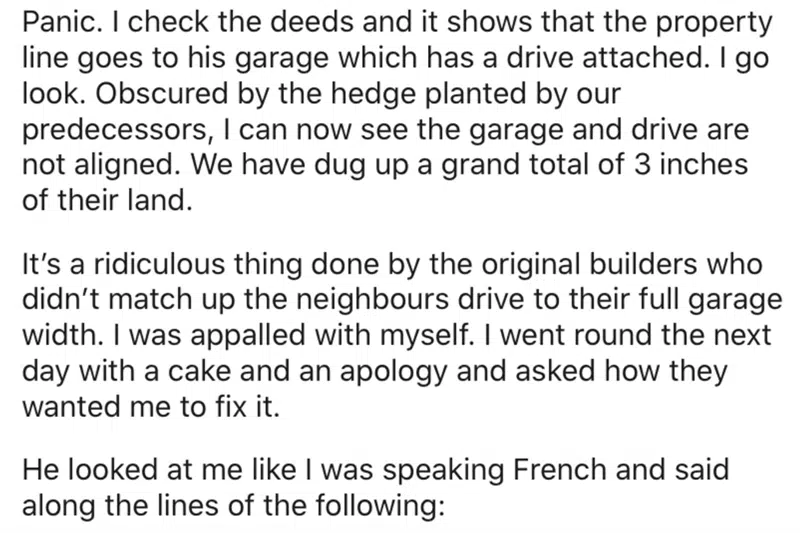 Panic. I check the deeds and it shows that the property
line goes to his garage which has a drive attached. I go
look. Obscured by the hedge planted by our
predecessors, I can now see the garage and drive are
not aligned. We have dug up a grand total of 3 inches
of their land.
It’s a ridiculous thing done by the original builders who
didn’t match up the neighbours drive to their full garage
width. I was appalled with myself. I went round the next
day with a cake and an apology and asked how they
wanted me to fix it.
He looked at me like I was speaking French and said
along the lines of the following: